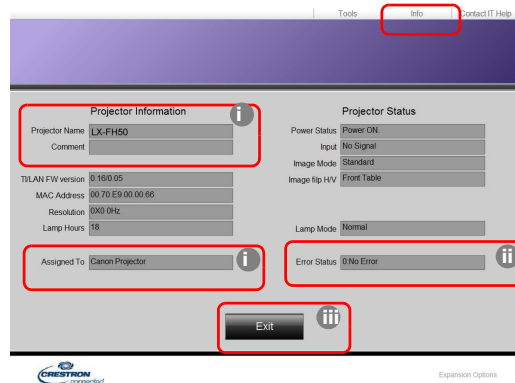 Tools Info Contact IT Help
Projector Information
i
Projector Name LX-FH50
Comment
TI/LAN FW version 0.16/0.05
MAC Address 00.70.E9.00.00.66
Resolution 0X0 0Hz
Lamp Hours 18
Assigned To Canon Projector
i
Projector Status
Power Status Power ON.
Input No Signal
Image Mode Standard
Image filp H/V Front Table
Lamp Mode Normal
Error Status 0:No Error
ii
Exit
iii
CRESTRON
connected
Expansion Options